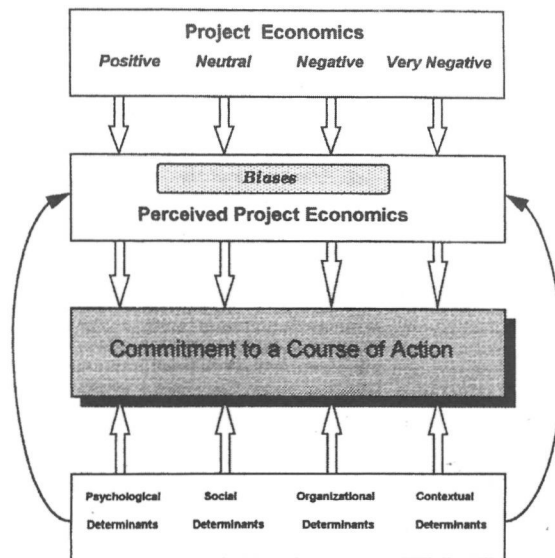 Project Economics
Positive Neutral Negative Very Negative
Biases
Perceived Project Economics
Commitment to a Course of Action
Psychological Social Organizational Contextual
Determinants Determinants Determinants Determinants